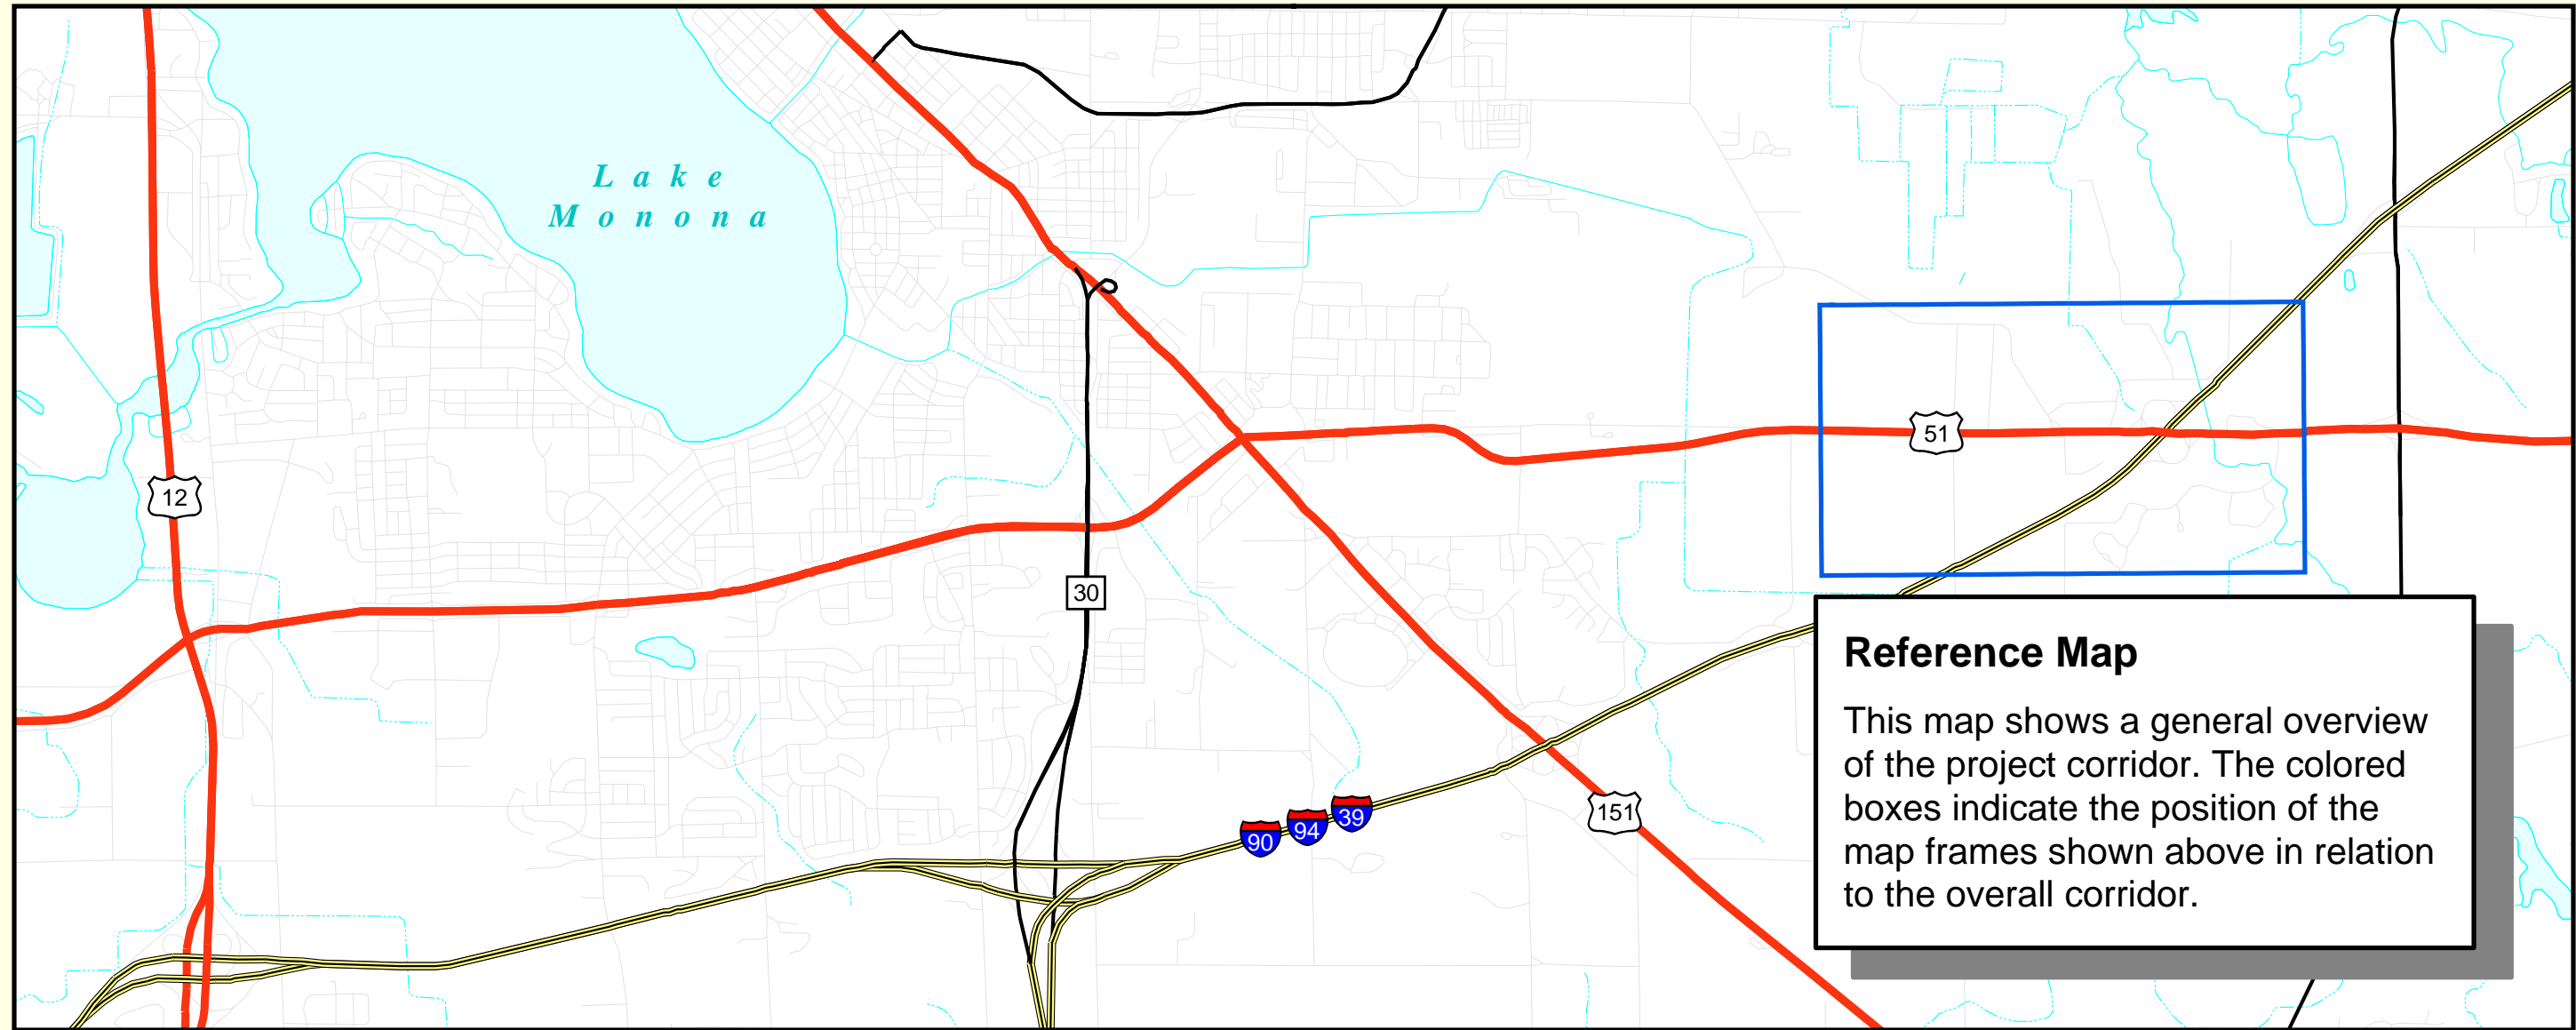 Lake
Monona
51
12
30
Reference Map
This map shows a general overview
of the project corridor. The colored
boxes indicate the position of the
map frames shown above in relation
to the overall corridor.
151
39
94
90